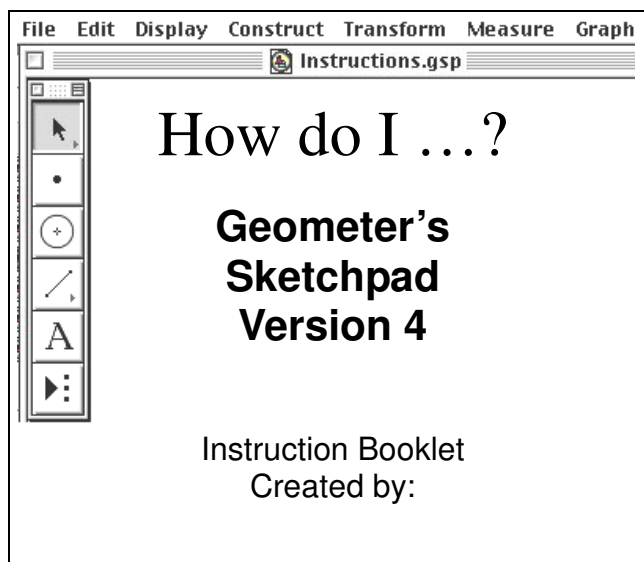 File Edit Display Construct Transform Measure Graph
Instructions.gsp
How do I …?
Geometer’s
Sketchpad
Version 4
A
Instruction Booklet
Created by: